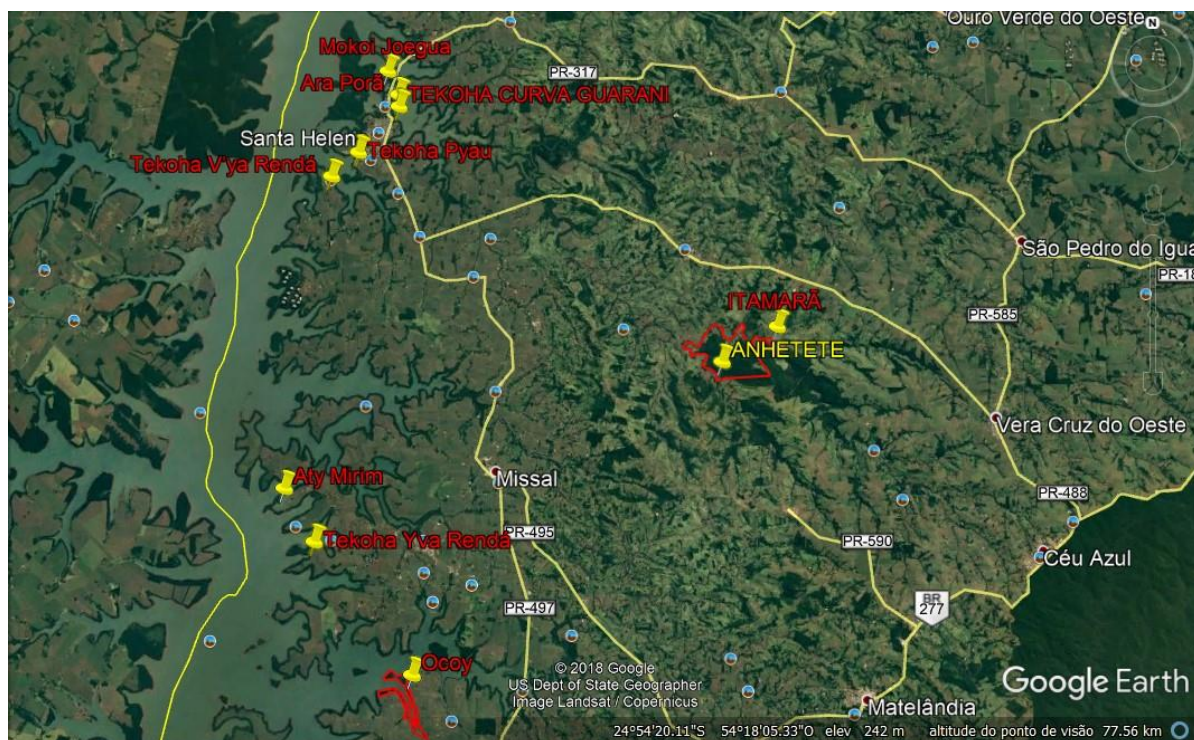 Ouro Verde do Oeste
N
Mokoi Joegua
PR-317
Ara Porã
TEKOHA CURVA GUARANI
Santa Helen
Tekoha Pyau
Tekoha V'ya Rendá
São Pedro do Igua
PR-18
ITAMARÃ
PR-585
ANHETETE
Vera Cruz do Oeste
Aty Mirim
Missal
PR-488
PR-495
Tekoha Yva Rendá
PR-590
Céu Azul
BR
277
PR-497
Ocoy
© 2018 Google
US Dept of State Geographer
Image Landsat / Copernicus
Google Earth
Matelândia
24°54'20.11"S 54°18'05.33"O elev 242 m altitude do ponto de visão 77.56 km